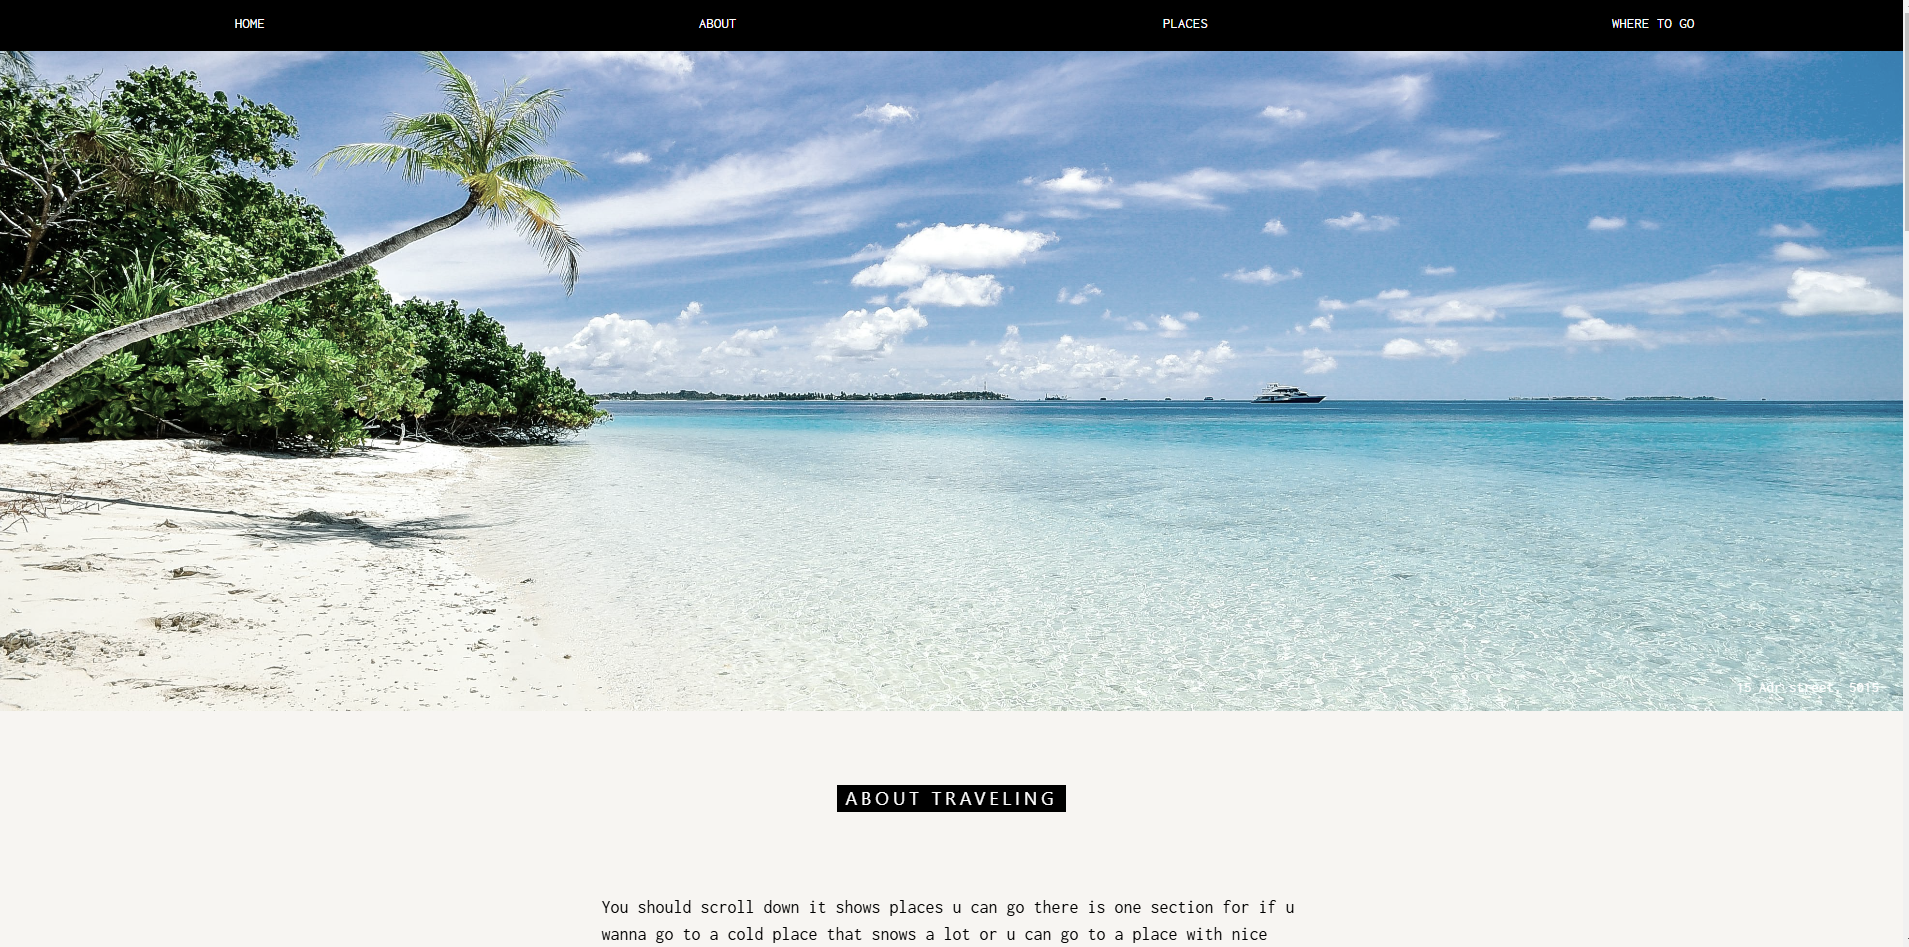 HOME ABOUT PLACES WHERE TO GO
15 Adr street, 5015
ABOUT TRAVELING
You should scroll down it shows places u can go there is one section for if u
wanna go to a cold place that snows a lot or u can go to a place with nice